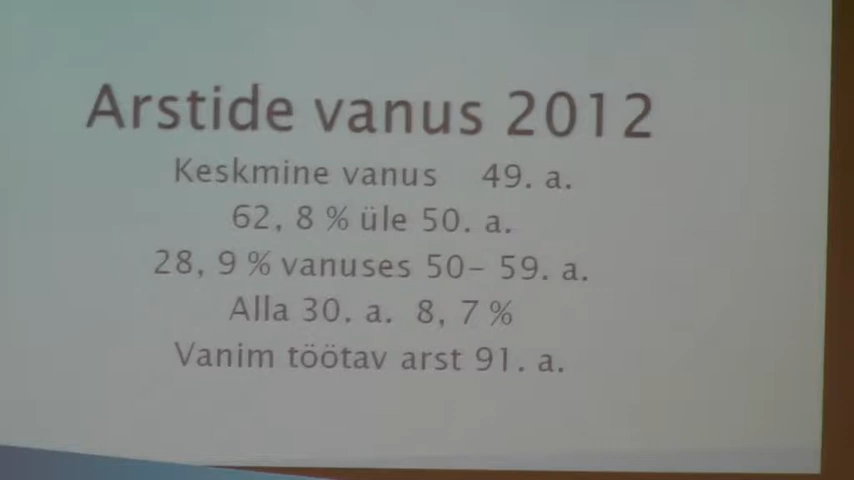 Arstide vanus 2012
Keskmine vanus 49. a.
62, 8 % üle 50. a.
28, 9 % vanuses 50– 59. a.
Alla 30. a. 8, 7 %
Vanim töötav arst 91. a.